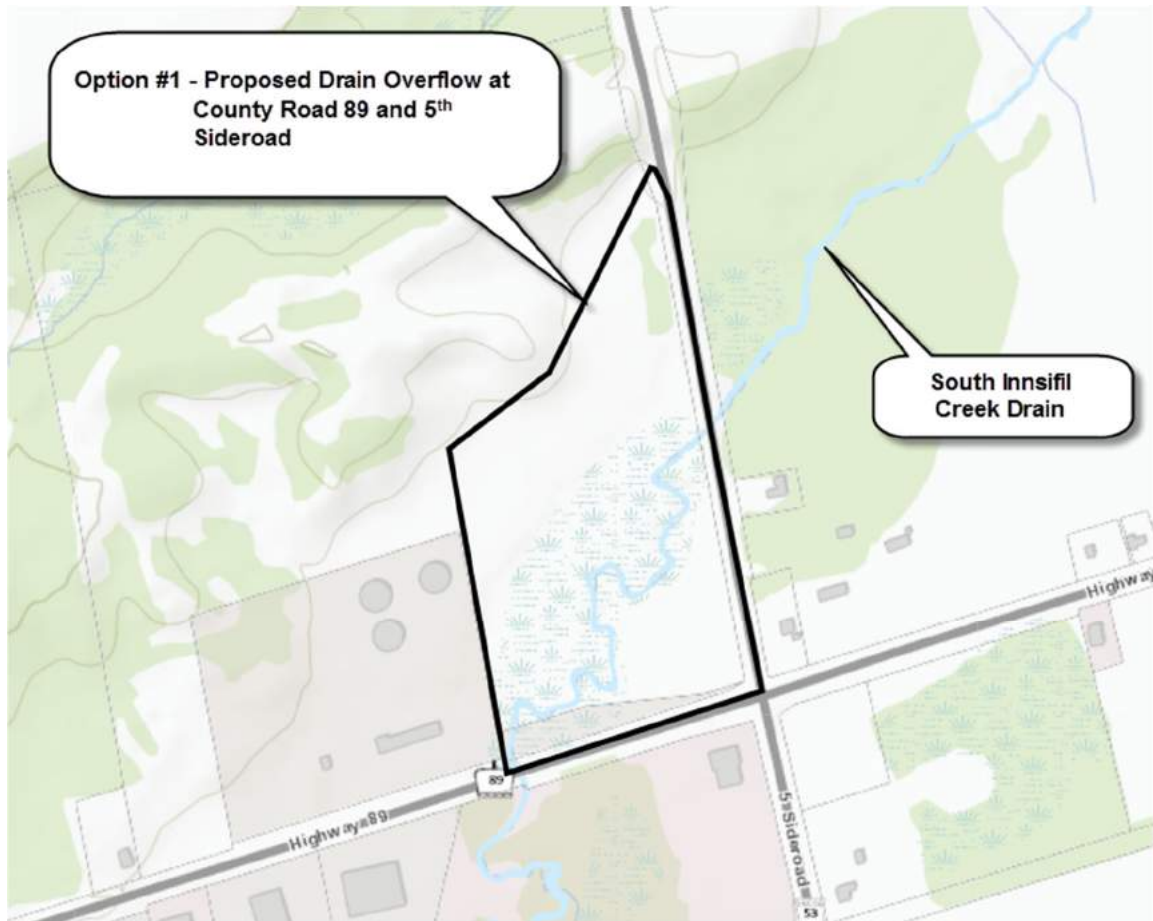 Option #1 - Proposed Drain Overflow at
County Road 89 and 5th
Sideroad
South Innsifil
Creek Drain
Highway
89
Highway 89
5 Sideroad
53